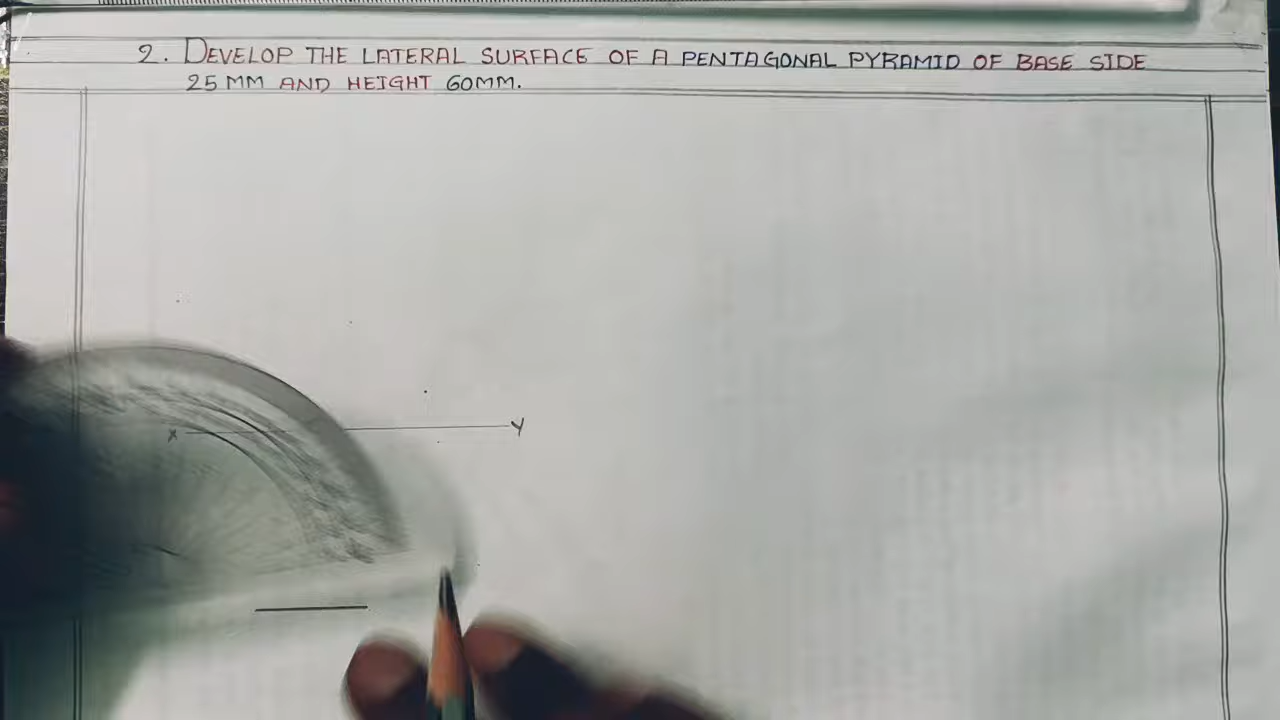 2. DEVELOP THE LATERAL SURFACE OF A PENTAGONAL PYRAMID OF BASE SIDE
25 MM AND HEIGHT 60MM.
X Y